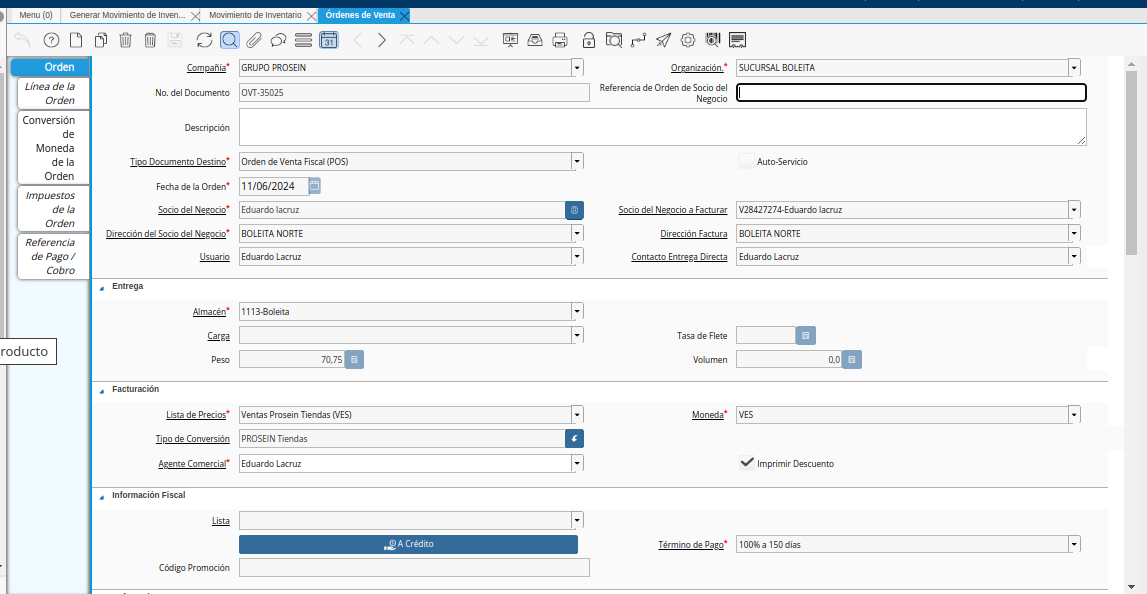 Menu (0) Generar Movimiento de Inven... Movimiento de Inventario Órdenes de Venta
31
Orden
Línea de la Orden
Conversión de Moneda de la Orden
Impuestos de la Orden
Referencia de Pago / Cobro
roducto
Compañía* GRUPO PROSEIN Organización.* SUCURSAL BOLEITA
No. del Documento OVT-35025 Referencia de Orden de Socio del Negocio
Descripción
Tipo Documento Destino* Orden de Venta Fiscal (POS) Auto-Servicio
Fecha de la Orden* 11/06/2024
Socio del Negocio* Eduardo lacruz Socio del Negocio a Facturar V28427274-Eduardo lacruz
Dirección del Socio del Negocio* BOLEITA NORTE Dirección Factura BOLEITA NORTE
Usuario Eduardo Lacruz Contacto Entrega Directa Eduardo Lacruz
Entrega
Almacén* 1113-Boleita
Carga Tasa de Flete
Peso 70,75 Volumen 0,0
Facturación
Lista de Precios* Ventas Prosein Tiendas (VES) Moneda* VES
Tipo de Conversión PROSEIN Tiendas
Agente Comercial* Eduardo Lacruz Imprimir Descuento
Información Fiscal
Lista
A Crédito Término de Pago* 100% a 150 días
Código Promoción